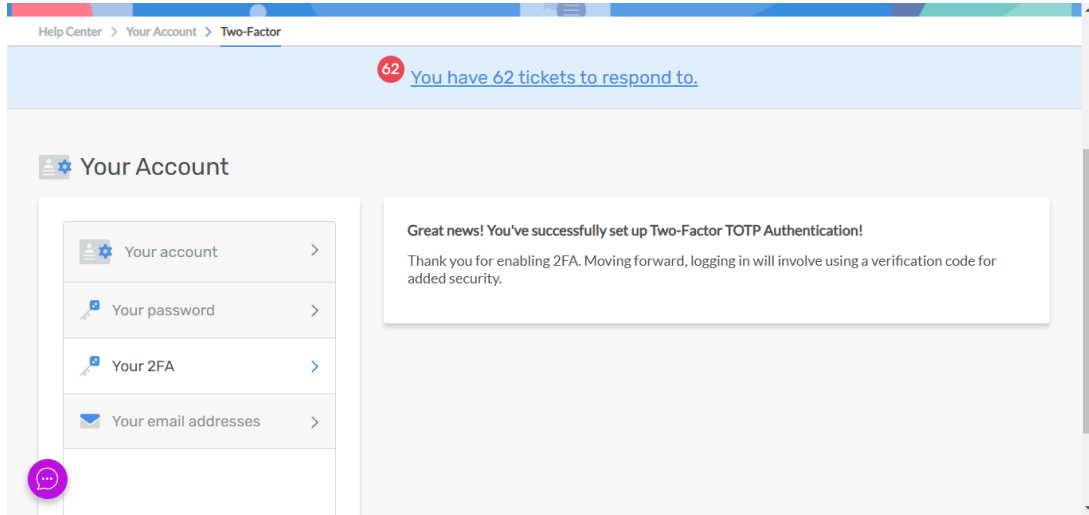 Help Center > Your Account > Two-Factor
62 You have 62 tickets to respond to.
Your Account
Your account
Your password
Your 2FA
Your email addresses
Great news! You've successfully set up Two-Factor TOTP Authentication!
Thank you for enabling 2FA. Moving forward, logging in will involve using a verification code for
added security.